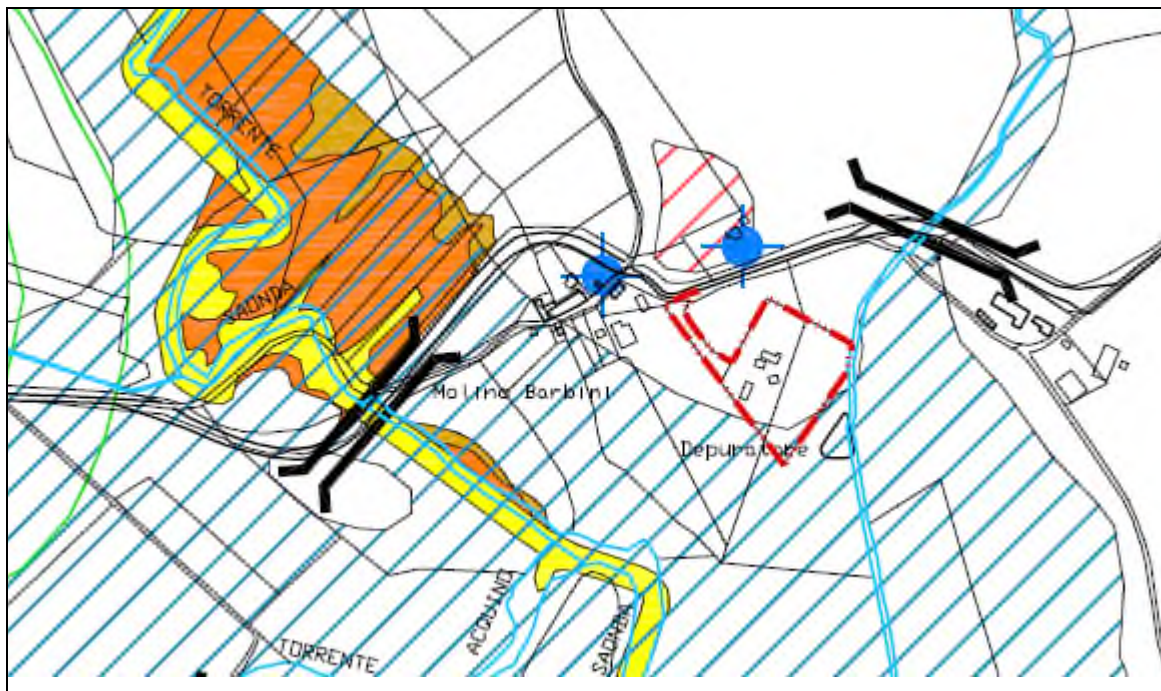 TORRENTE
SAONDA
Molino Barbini
Depuratore
ACQUINO
SAONDA
TORRENTE